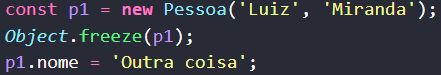 const p1 = new Pessoa('Luiz', 'Miranda');
Object.freeze(p1);
p1.nome = 'Outra coisa';